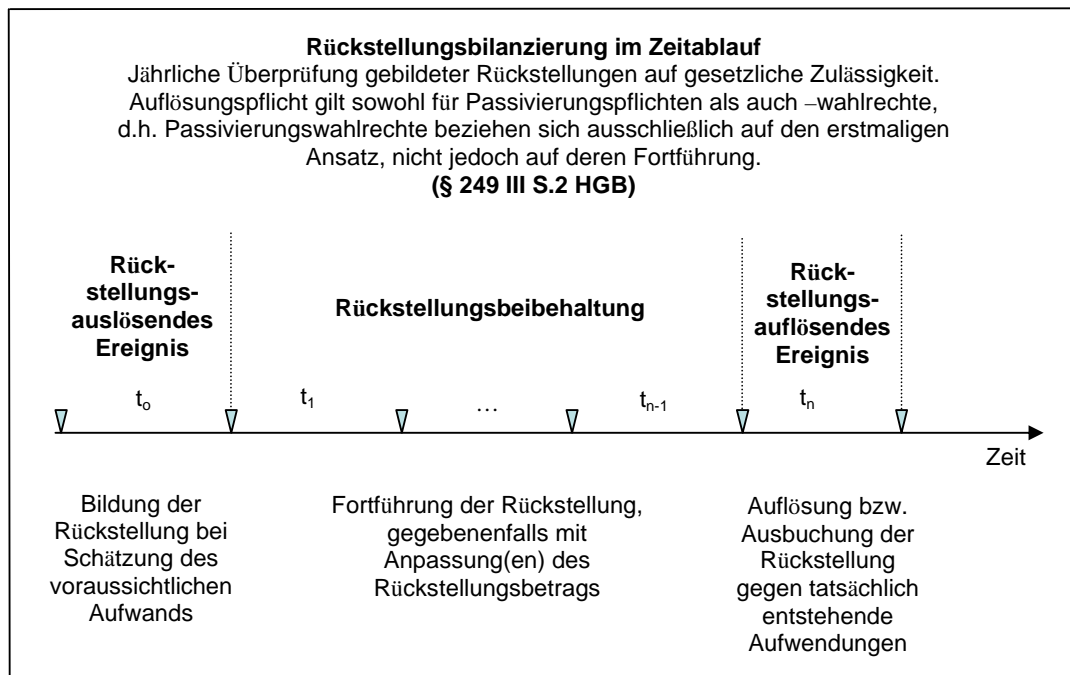 Rückstellungsbilanzierung im Zeitablauf
Jährliche Überprüfung gebildeter Rückstellungen auf gesetzliche Zulässigkeit.
Auflösungspflicht gilt sowohl für Passivierungspflichten als auch –wahlrechte,
d.h. Passivierungswahlrechte beziehen sich ausschließlich auf den erstmaligen
Ansatz, nicht jedoch auf deren Fortführung.
(§ 249 III S.2 HGB)
Rück-
stellungs-
auslösendes
Ereignis
Rückstellungsbeibehaltung
Rück-
stellungs-
auflösendes
Ereignis
to t1 … tn-1 tn
Zeit
Bildung der
Rückstellung bei
Schätzung des
voraussichtlichen
Aufwands
Fortführung der Rückstellung,
gegebenenfalls mit
Anpassung(en) des
Rückstellungsbetrags
Auflösung bzw.
Ausbuchung der
Rückstellung
gegen tatsächlich
entstehende
Aufwendungen